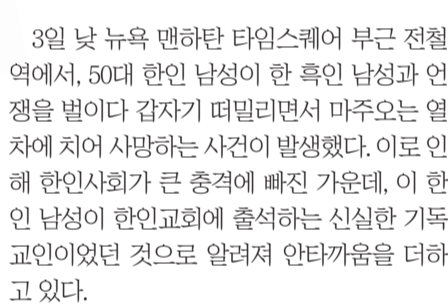 3일 낮 뉴욕 맨하탄 타임스퀘어 부근 전철
역에서, 50대 한인 남성이 한 흑인 남성과 언
쟁을 벌이다 갑자기 떠밀리면서 마주오는 열
차에 치어 사망하는 사건이 발생했다. 이로 인
해 한인사회가 큰 충격에 빠진 가운데, 이 한
인 남성이 한인교회에 출석하는 신실한 기독
교인이었던 것으로 알려져 안타까움을 더하
고 있다.